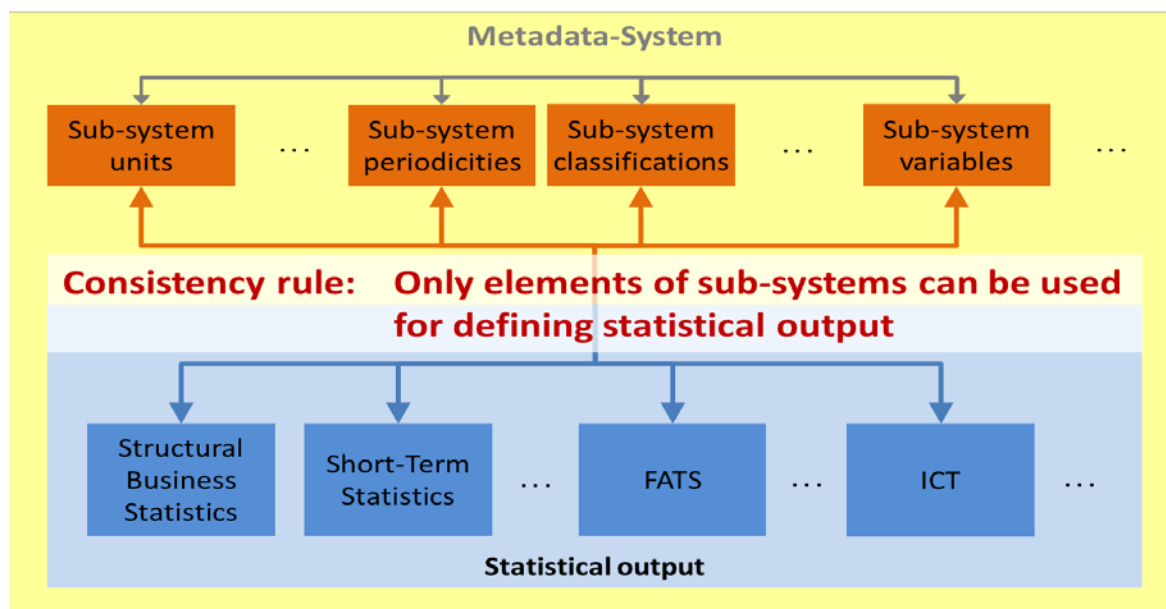 Metadata-System
Sub-system
units
...
Sub-system
periodicities
Sub-system
classifications
...
Sub-system
variables
...
Consistency rule: Only elements of sub-systems can be used
for defining statistical output
Structural
Business
Statistics
Short-Term
Statistics
...
FATS
...
ICT
...
Statistical output